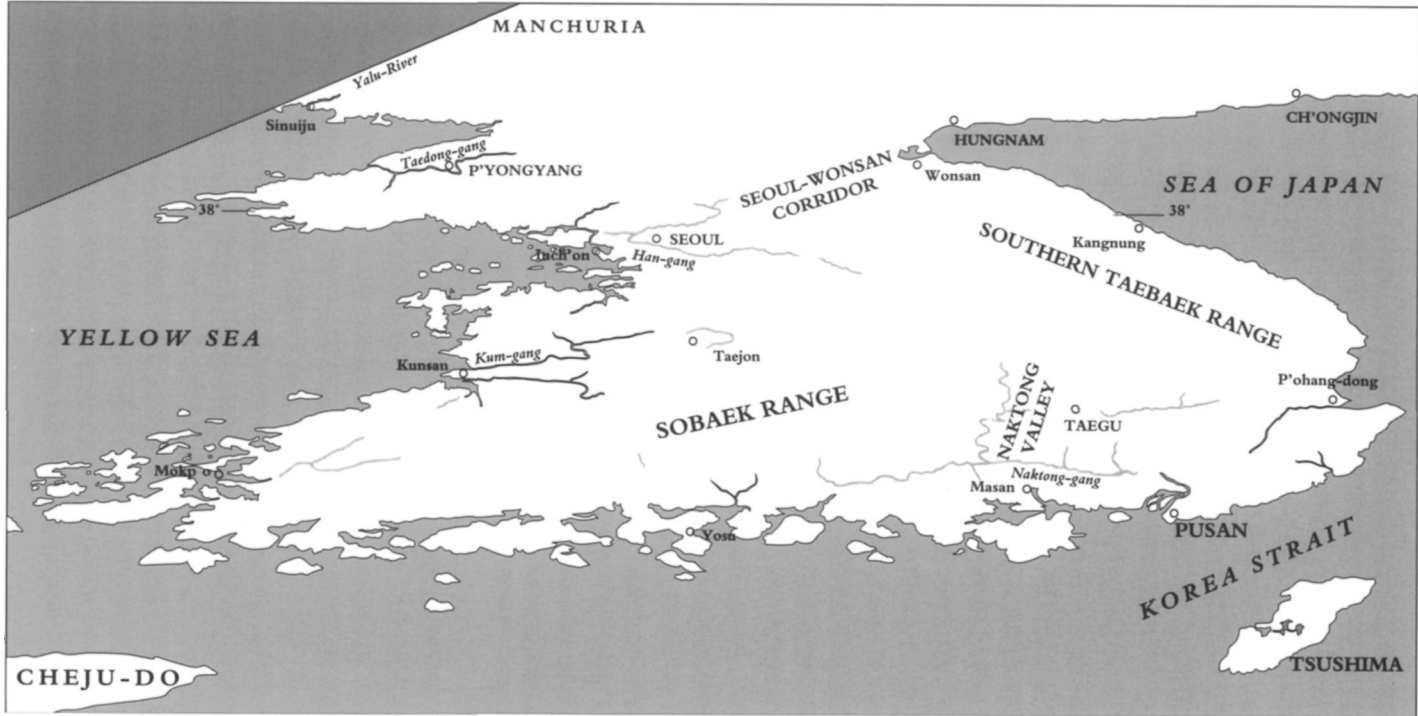 MANCHURIA
Yalu-River
Sinuiju
CH'ONGJIN
HUNGNAM
Taedong-gang
P'YONGYANG
Wonsan
SEOUL-WONSAN
CORRIDOR
SEA OF JAPAN
38°
38°
SEOUL
Kangnung
Inch'on
Han-gang
SOUTHERN TAEBAEK RANGE
YELLOW SEA
Taejon
Kum-gang
Kunsan
P'ohang-dong
SOBAEK RANGE
NAKTONG
VALLEY
TAEGU
Mokp o
Naktong-gang
Masan
PUSAN
Yosu
KOREA STRAIT
TSUSHIMA
CHEJU-DO